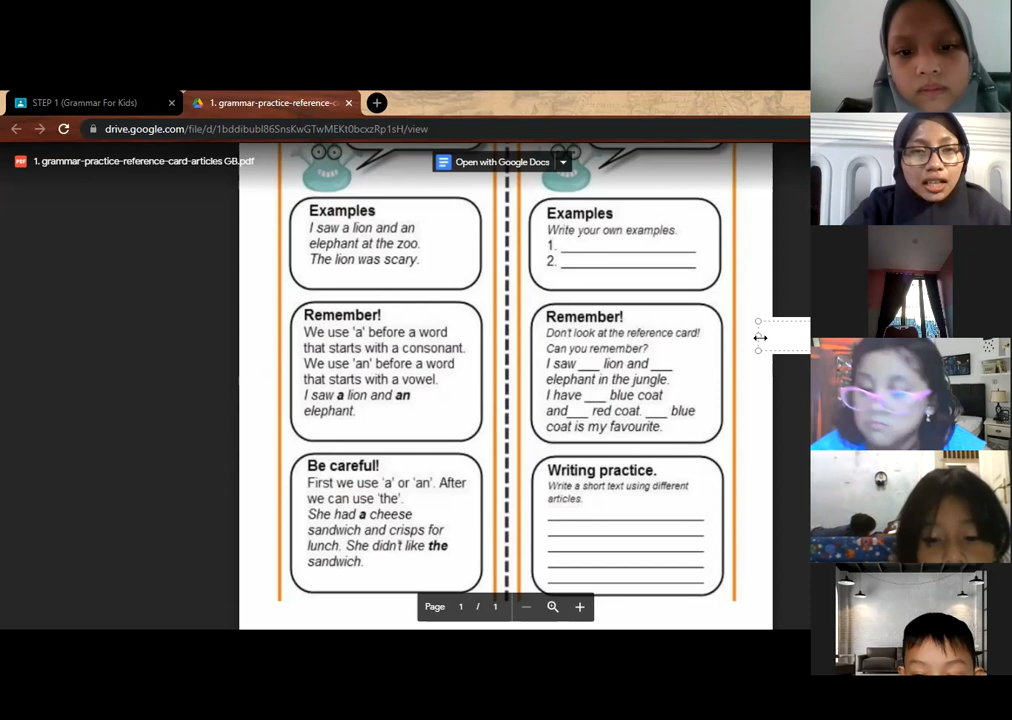 STEP 1 (Grammar For Kids)
1. grammar-practice-reference-c
drive.google.com/file/d/1bddibubI86SnsKwGTwMEKt0bcxzRp1sH/view
1. grammar-practice-reference-card-articles GB.pdf
Open with Google Docs
Examples
I saw a lion and an
elephant at the zoo.
The lion was scary.
Remember!
We use 'a' before a word
that starts with a consonant.
We use 'an' before a word
that starts with a vowel.
I saw a lion and an
elephant.
Be careful!
First we use 'a' or 'an'. After
we can use 'the'.
She had a cheese
sandwich and crisps for
lunch. She didn't like the
sandwich.
Examples
Write your own examples.
1. ____________
2. ____________
Remember!
Don't look at the reference card!
Can you remember?
I saw ___ lion and ___
elephant in the jungle.
I have ___ blue coat
and___ red coat. ___ blue
coat is my favourite.
Writing practice.
Write a short text using different
articles.
Page 1 / 1